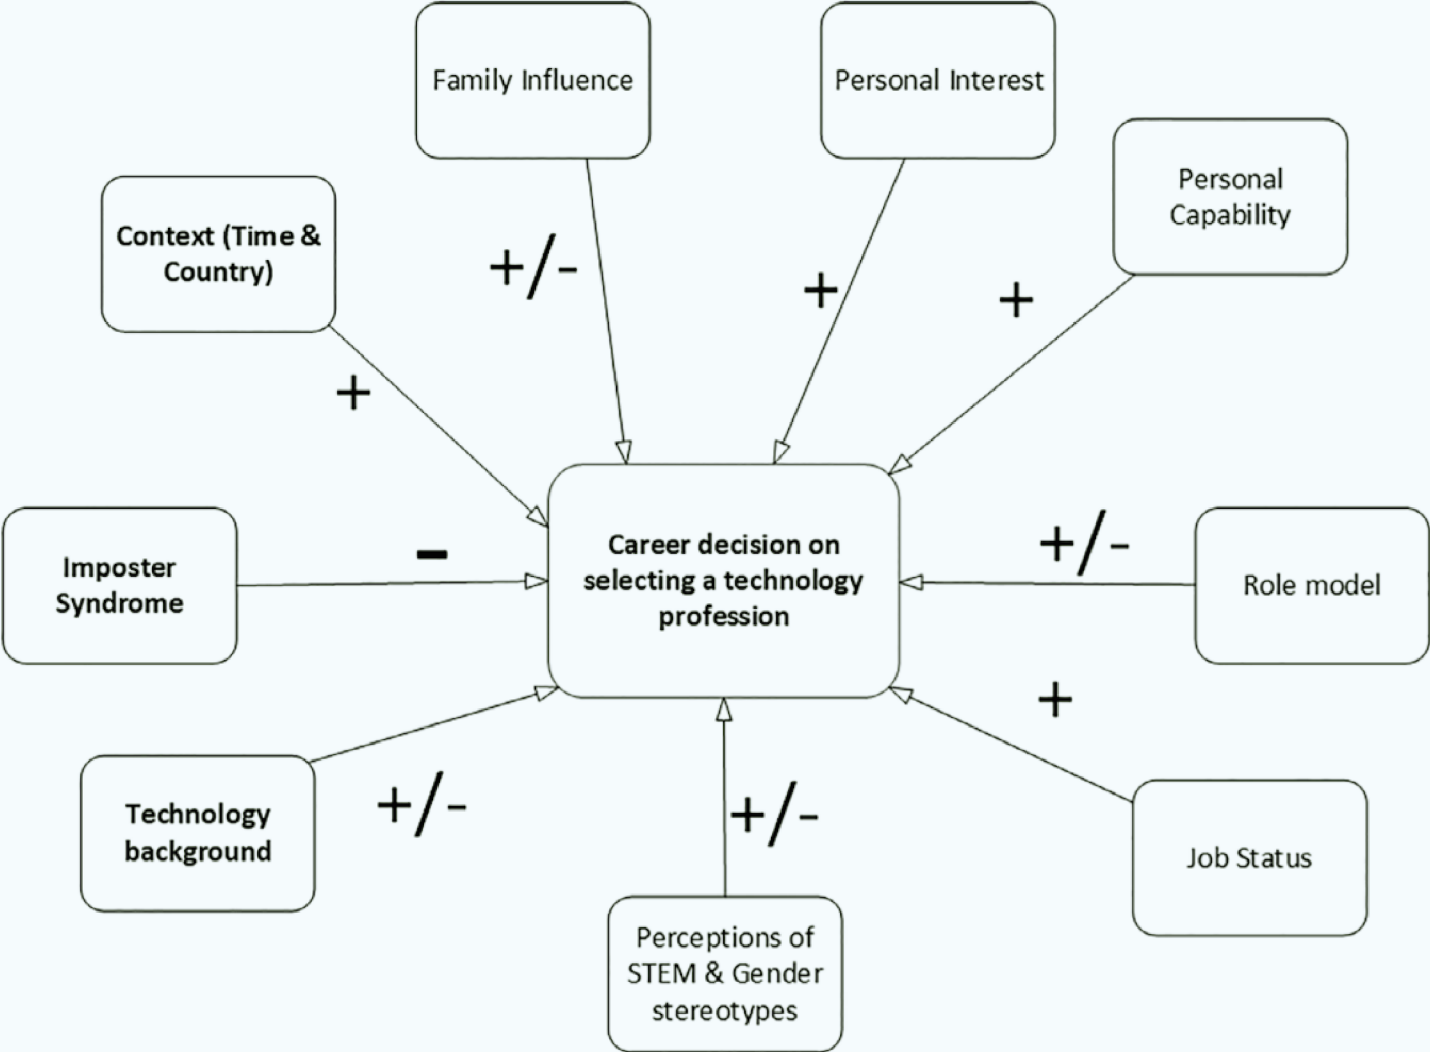 Family Influence
Personal Interest
Personal
Capability
Context (Time &
Country)
+/-
+
+
+
Imposter
Syndrome
-
Career decision on
selecting a technology
profession
+/-
Role model
+
Technology
background
+/-
+/-
Job Status
Perceptions of
STEM & Gender
stereotypes